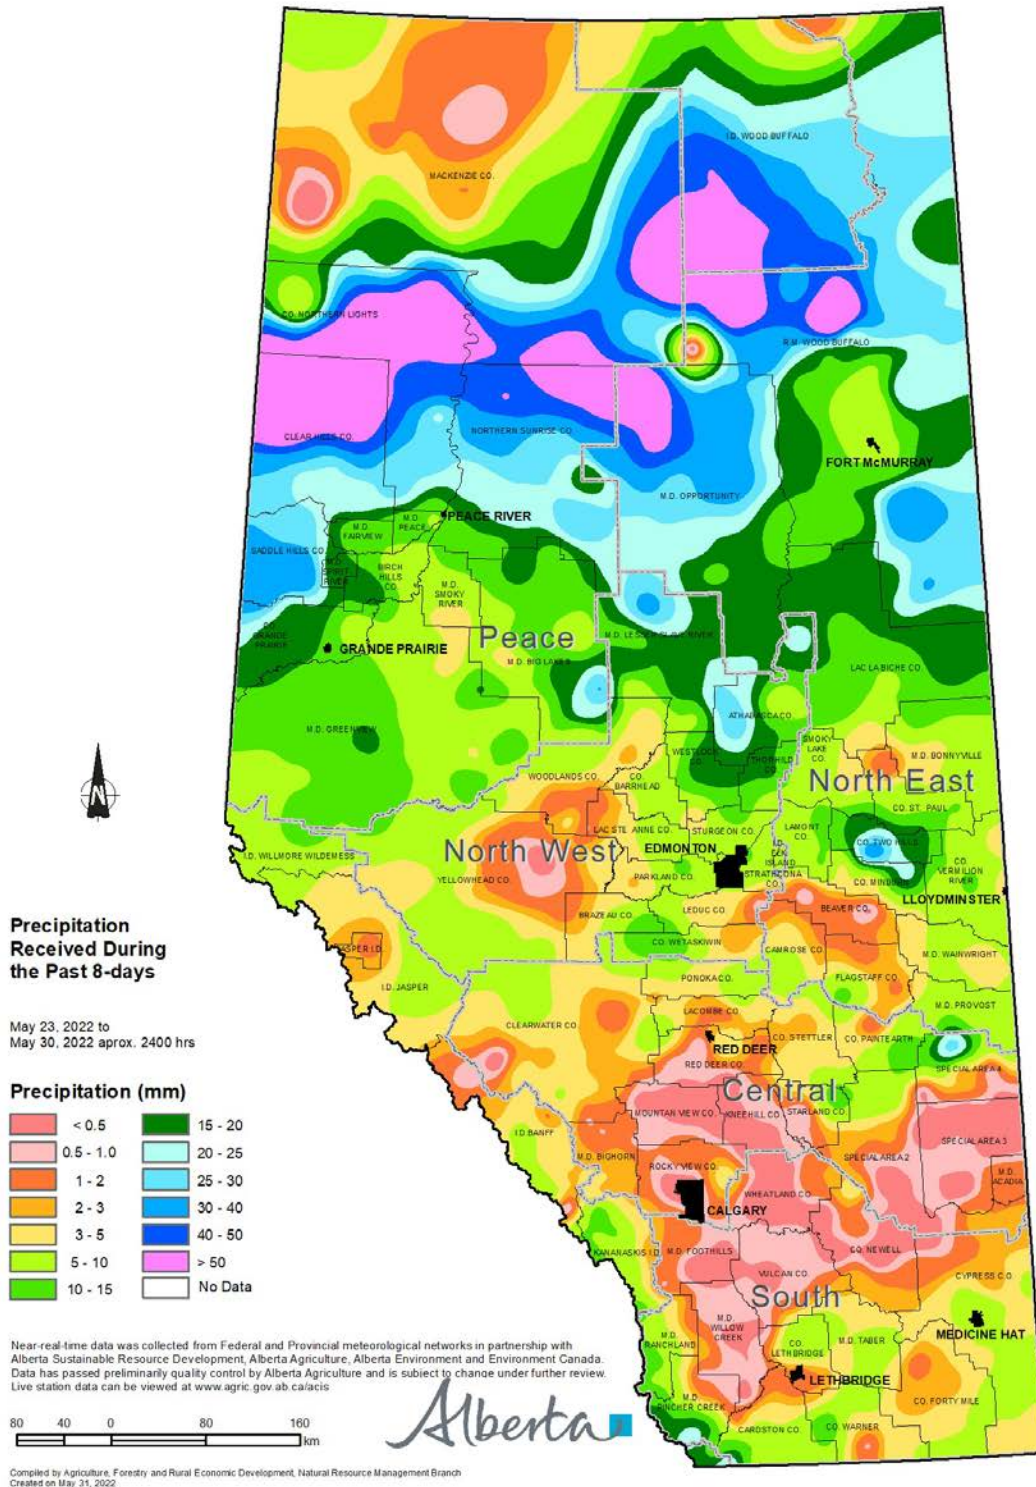 I.D. WOOD BUFFALO
MACKENZIE CO.
CO. NORTHERN LIGHTS
R.M. WOOD BUFFALO
CLEAR HILLS CO.
NORTHERN SUNRISE CO.
FORT McMURRAY
M.D. OPPORTUNITY
PEACE RIVER
M.D.
PEACE
M.D.
FAIRVIEW
SADDLE HILLS CO.
M.D.
SPIRIT
RIVER
BIRCH
HILLS
CO.
M.D.
SMOKY
RIVER
CO.
GRANDE
PRAIRIE
GRANDE PRAIRIE
Peace
M.D. LESSER SLAVE RIVER
M.D. BIG LAKES
LAC LA BICHE CO.
M.D. GREENVIEW
ATHABASCA CO.
WESTLOCK
CO.
THORHILD
CO.
SMOKY
LAKE
CO.
M.D. BONNYVILLE
North East
WOODLANDS CO.
CO.
BARRHEAD
CO. ST. PAUL
LAC STE. ANNE CO.
STURGEON CO.
LAMONT
CO.
North West
EDMONTON
I.D.
ELK
ISLAND
CO. TWO HILLS
I.D. WILLMORE WILDERNESS
YELLOWHEAD CO.
PARKLAND CO.
STRATHCONA
CO.
CO. MINBURN
CO.
VERMILION
RIVER
LLOYDMINSTER
BRAZEAU CO.
LEDUC CO.
BEAVER CO.
JASPER I.D.
CO. WETASKIWIN
CAMROSE CO.
M.D. WAINWRIGHT
I.D. JASPER
PONOKA CO.
FLAGSTAFF CO.
M.D. PROVOST
LACOMBE CO.
CLEARWATER CO.
RED DEER
CO. STETTLER
CO. PAINTEARTH
RED DEER CO.
SPECIAL AREA 4
Central
MOUNTAIN VIEW CO.
KNEEHILL CO.
STARLAND CO.
I.D BANFF
SPECIAL AREA 3
M.D. BIGHORN
ROCKY VIEW CO.
SPECIAL AREA 2
M.D.
ACADIA
WHEATLAND CO.
CALGARY
KANANASKIS I.D.
M.D. FOOTHILLS
CO. NEWELL
VULCAN CO.
CYPRESS C.O
South
M.D.
WILLOW
CREEK
M.D.
RANCHLAND
CO.
LETHBRIDGE
M.D. TABER
MEDICINE HAT
LETHBRIDGE
M.D.
PINCHER CREEK
CO. FORTY MILE
CARDSTON CO.
CO. WARNER
N
Precipitation
Received During
the Past 8-days
May 23, 2022 to
May 30, 2022 aprox. 2400 hrs
Precipitation (mm)
< 0.5
0.5 - 1.0
1 - 2
2 - 3
3 - 5
5 - 10
10 - 15
15 - 20
20 - 25
25 - 30
30 - 40
40 - 50
> 50
No Data
Near-real-time data was collected from Federal and Provincial meteorological networks in partnership with
Alberta Sustainable Resource Development, Alberta Agriculture, Alberta Environment and Environment Canada.
Data has passed preliminarily quality control by Alberta Agriculture and is subject to change under further review.
Live station data can be viewed at www.agric.gov.ab.ca/acis
80 40 0 80 160
km
Alberta
Compiled by Agriculture, Forestry and Rural Economic Development, Natural Resource Management Branch
Created on May 31, 2022